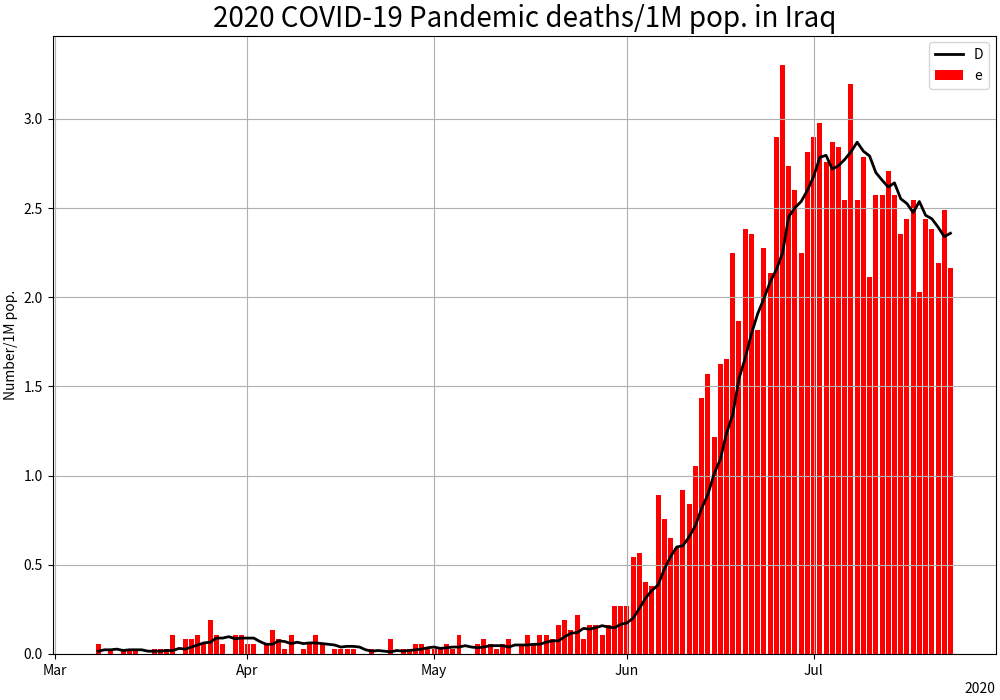 2020 COVID-19 Pandemic deaths/1M pop. in Iraq
D
e
Number/1M pop.
3.0
2.5
2.0
1.5
1.0
0.5
0.0
Mar Apr May Jun Jul
2020